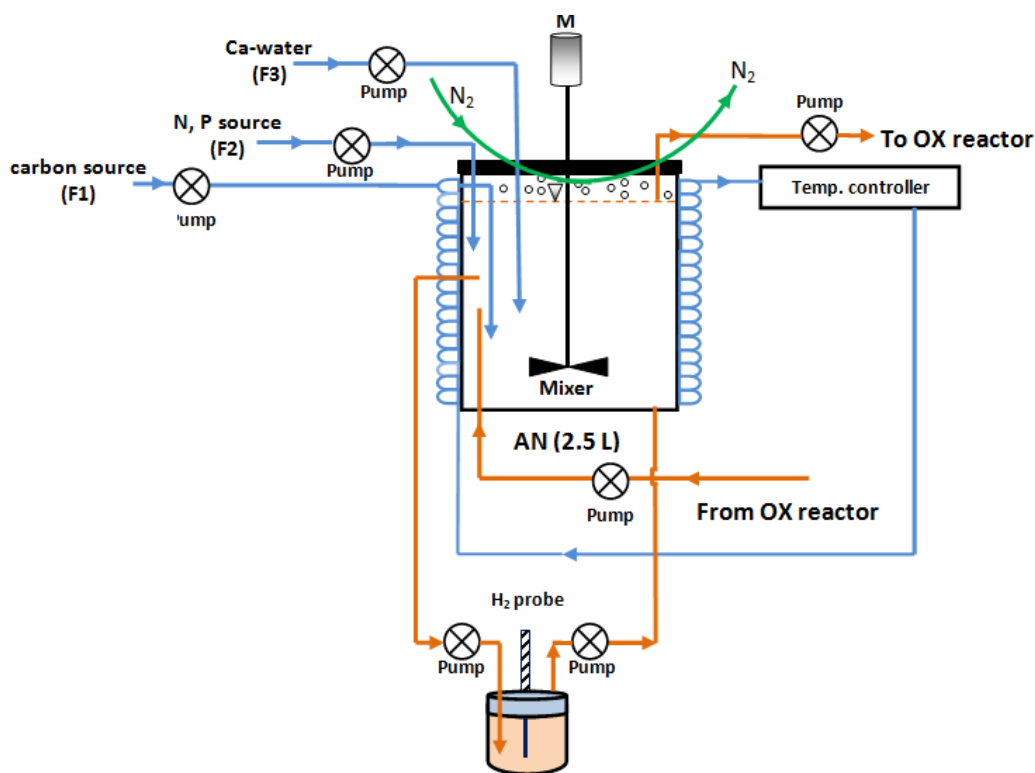 M
Ca-water
(F3)
Pump
N2
N2
Pump
To OX reactor
N, P source
(F2)
Pump
carbon source
(F1)
Pump
Temp. controller
Mixer
AN (2.5 L)
Pump
From OX reactor
H2 probe
Pump
Pump